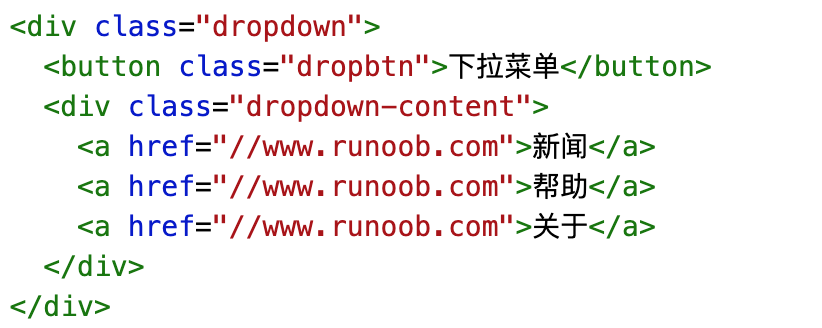 <div class="dropdown">
  <button class="dropbtn">下拉菜单</button>
  <div class="dropdown-content">
    <a href="//www.runoob.com">新闻</a>
    <a href="//www.runoob.com">帮助</a>
    <a href="//www.runoob.com">关于</a>
  </div>
</div>